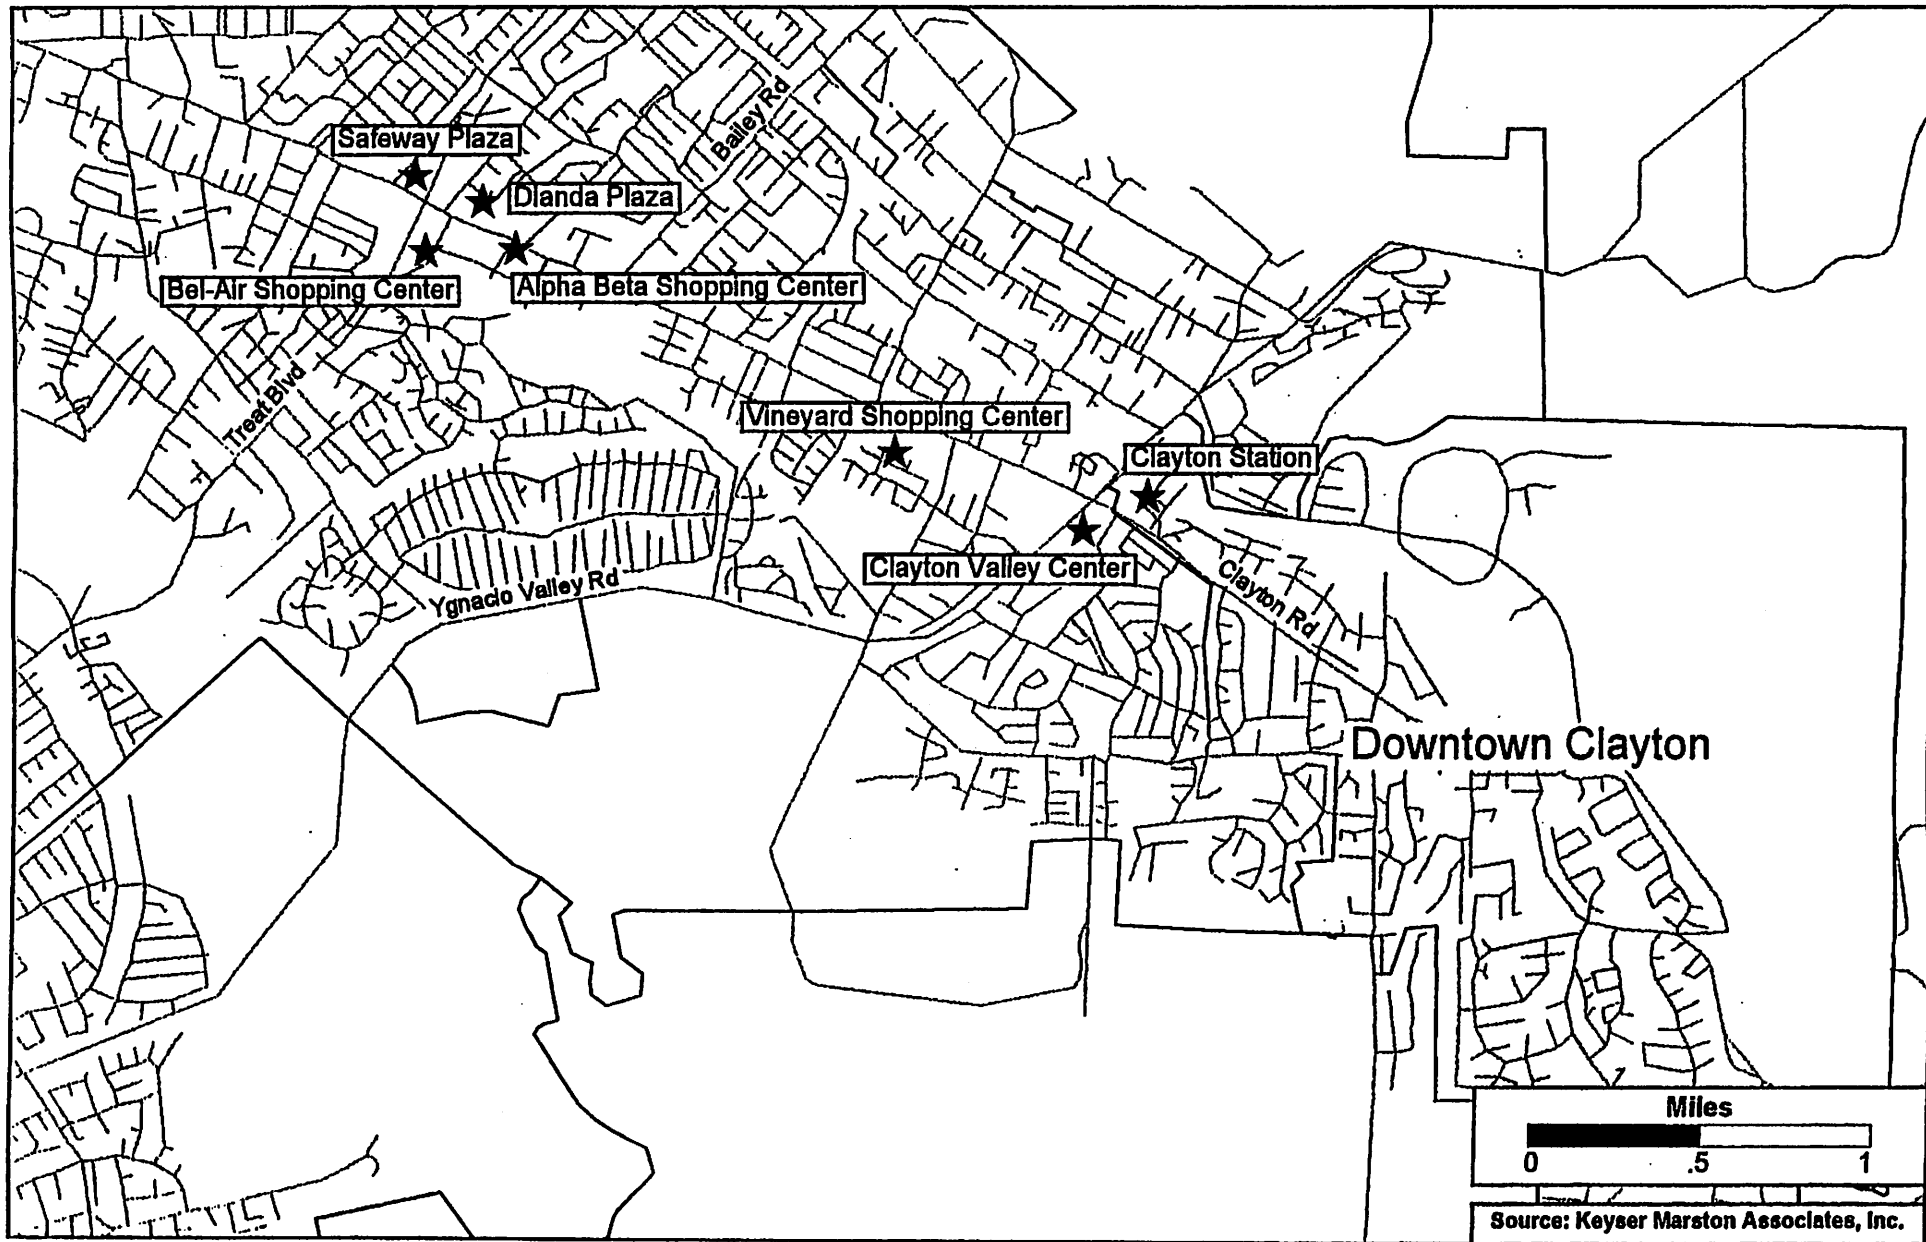 Bailey Rd
Safeway Plaza
Dianda Plaza
Bel-Air Shopping Center
Alpha Beta Shopping Center
Treat Blvd
Vineyard Shopping Center
Clayton Station
Clayton Valley Center
Ygnacio Valley Rd
Clayton Rd
Downtown Clayton
Miles
0 .5 1
Source: Keyser Marston Associates, Inc.